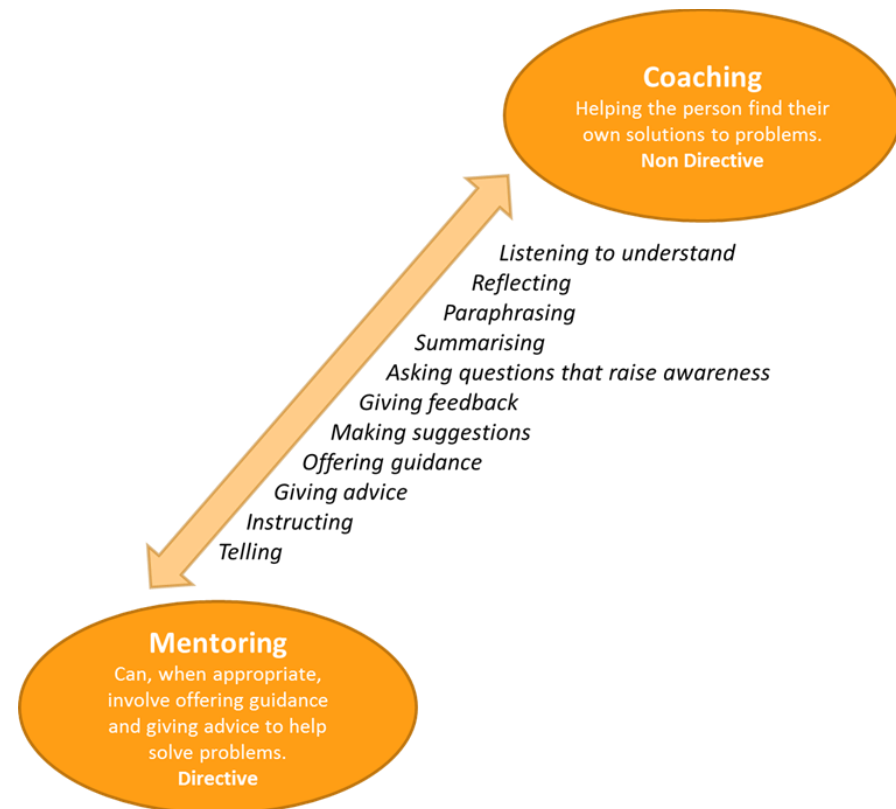 Coaching
Helping the person find their
own solutions to problems.
Non Directive
Listening to understand
Reflecting
Paraphrasing
Summarising
Asking questions that raise awareness
Giving feedback
Making suggestions
Offering guidance
Giving advice
Instructing
Telling
Mentoring
Can, when appropriate,
involve offering guidance
and giving advice to help
solve problems.
Directive